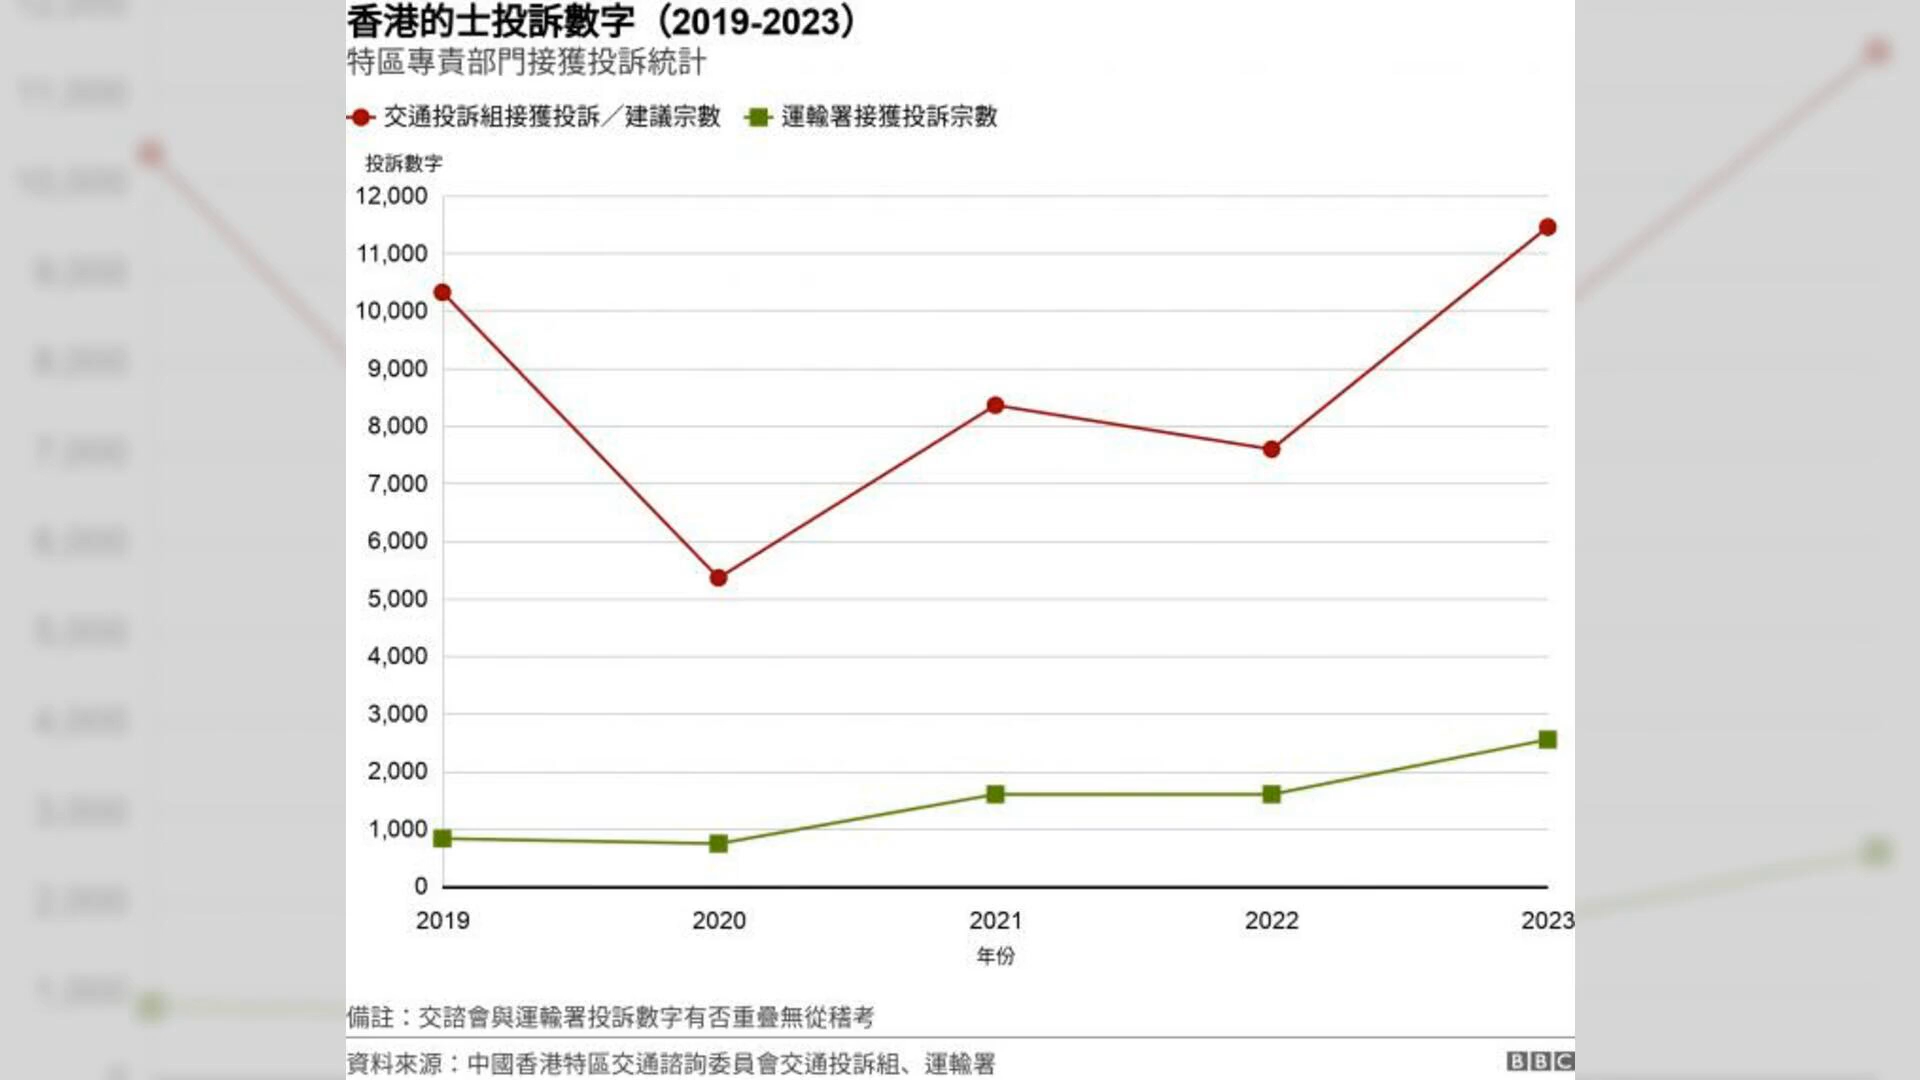 香港的士投訴數字（2019-2023）
特區專責部門接獲投訴統計
交通投訴組接獲投訴／建議宗數 運輸署接獲投訴宗數
投訴數字
12,000
11,000
10,000
9,000
8,000
7,000
6,000
5,000
4,000
3,000
2,000
1,000
0
2019 2020 2021 2022 2023
年份
備註：交諮會與運輸署投訴數字有否重疊無從稽考
資料來源：中國香港特區交通諮詢委員會交通投訴組、運輸署
BBC